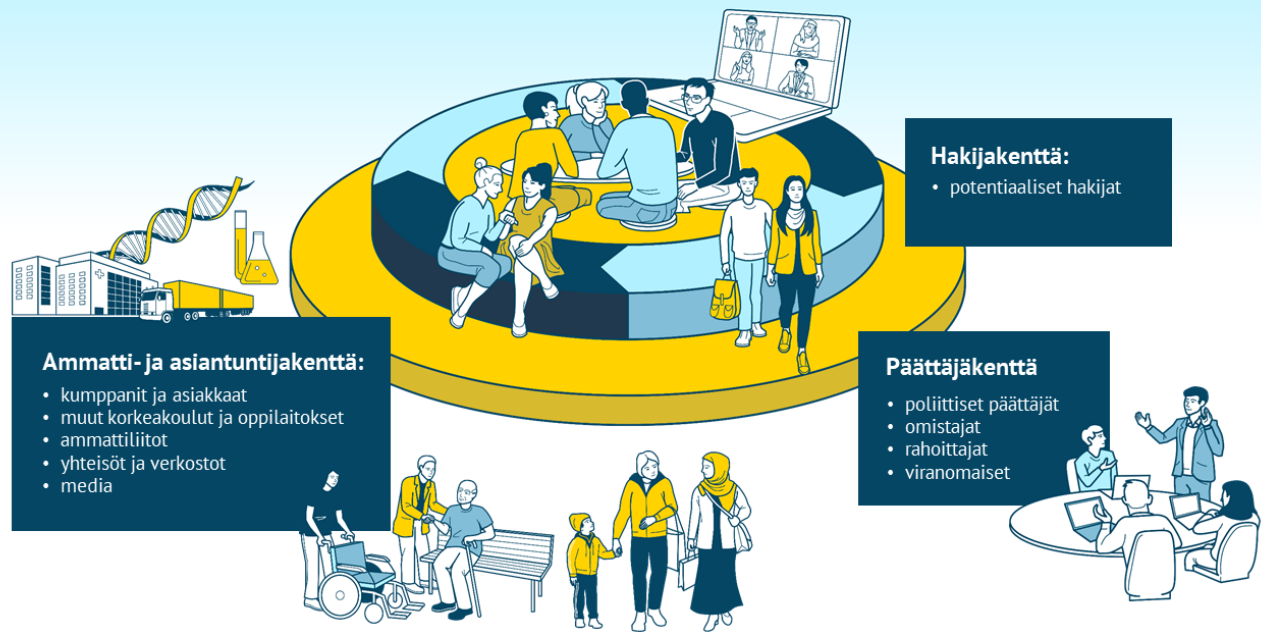 Hakijakenttä:
• potentiaaliset hakijat
Ammatti- ja asiantuntijakenttä:
• kumppanit ja asiakkaat
• muut korkeakoulut ja oppilaitokset
• ammattiliitot
• yhteisöt ja verkostot
• media
Päättäjäkenttä
• poliittiset päättäjät
• omistajat
• rahoittajat
• viranomaiset